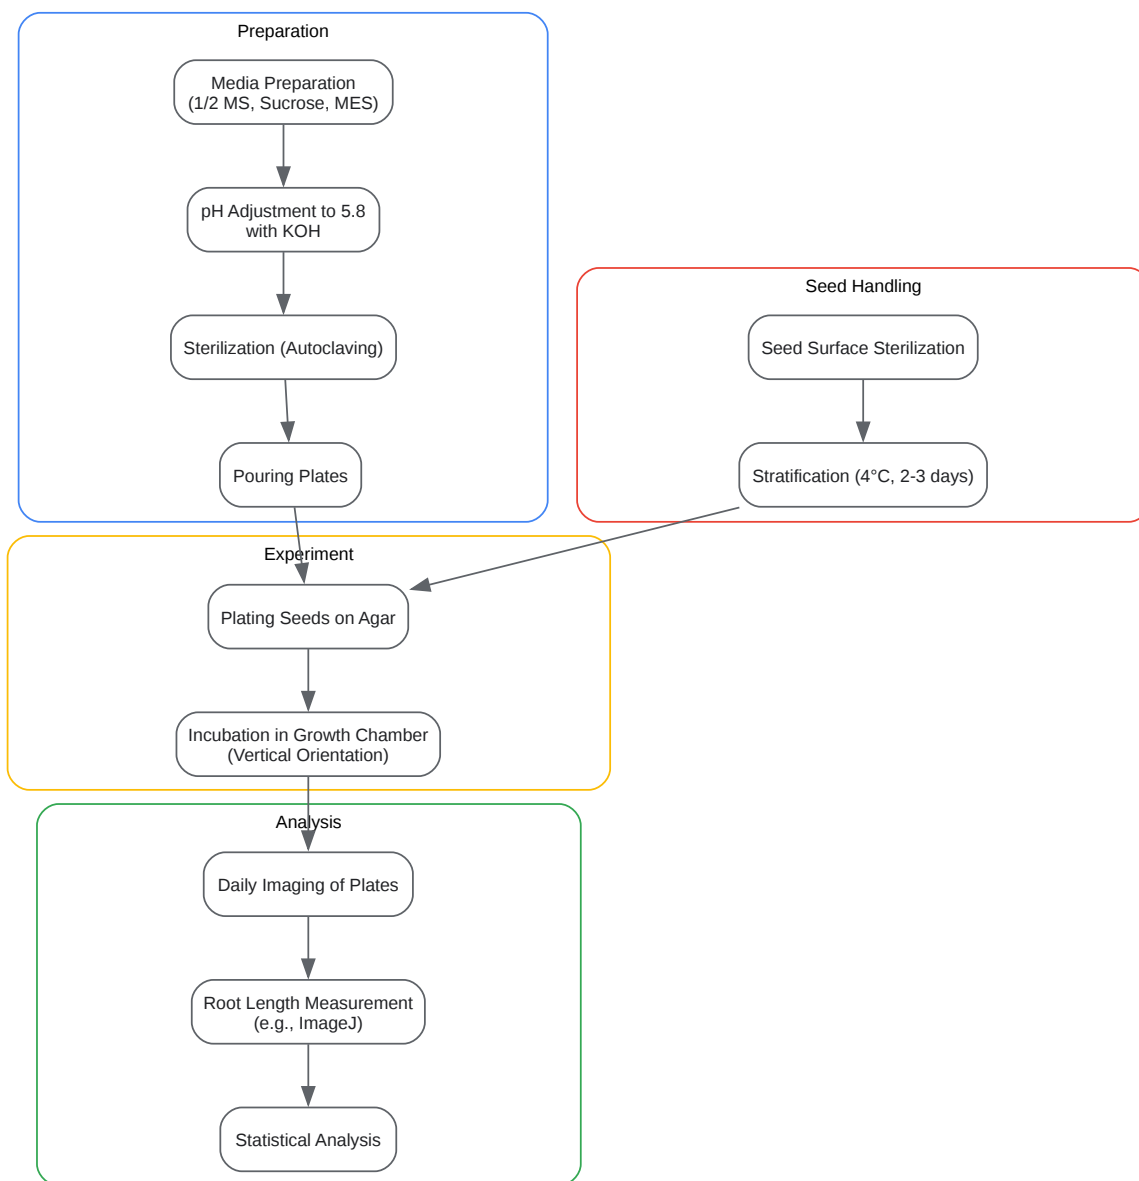 Preparation
Media Preparation
(1/2 MS, Sucrose, MES)
pH Adjustment to 5.8
with KOH
Sterilization (Autoclaving)
Pouring Plates
Seed Handling
Seed Surface Sterilization
Stratification (4°C, 2-3 days)
Experiment
Plating Seeds on Agar
Incubation in Growth Chamber
(Vertical Orientation)
Analysis
Daily Imaging of Plates
Root Length Measurement
(e.g., ImageJ)
Statistical Analysis